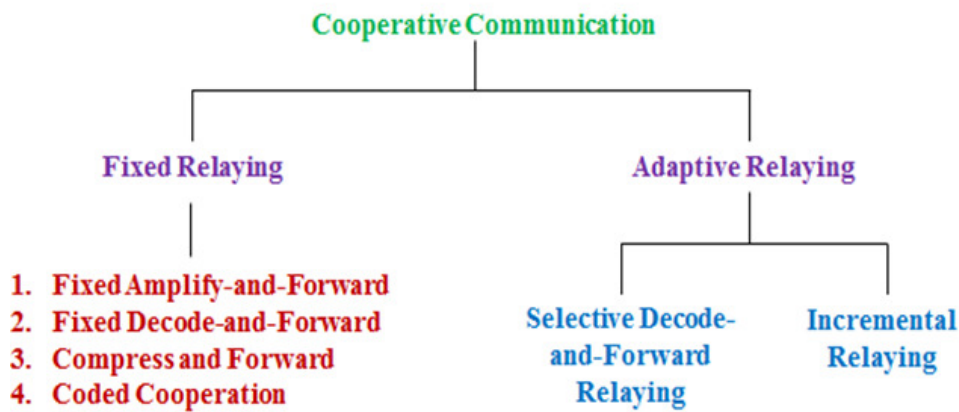 Cooperative Communication
Fixed Relaying
Adaptive Relaying
1. Fixed Amplify-and-Forward
2. Fixed Decode-and-Forward
3. Compress and Forward
4. Coded Cooperation
Selective Decode-
and-Forward
Relaying
Incremental
Relaying